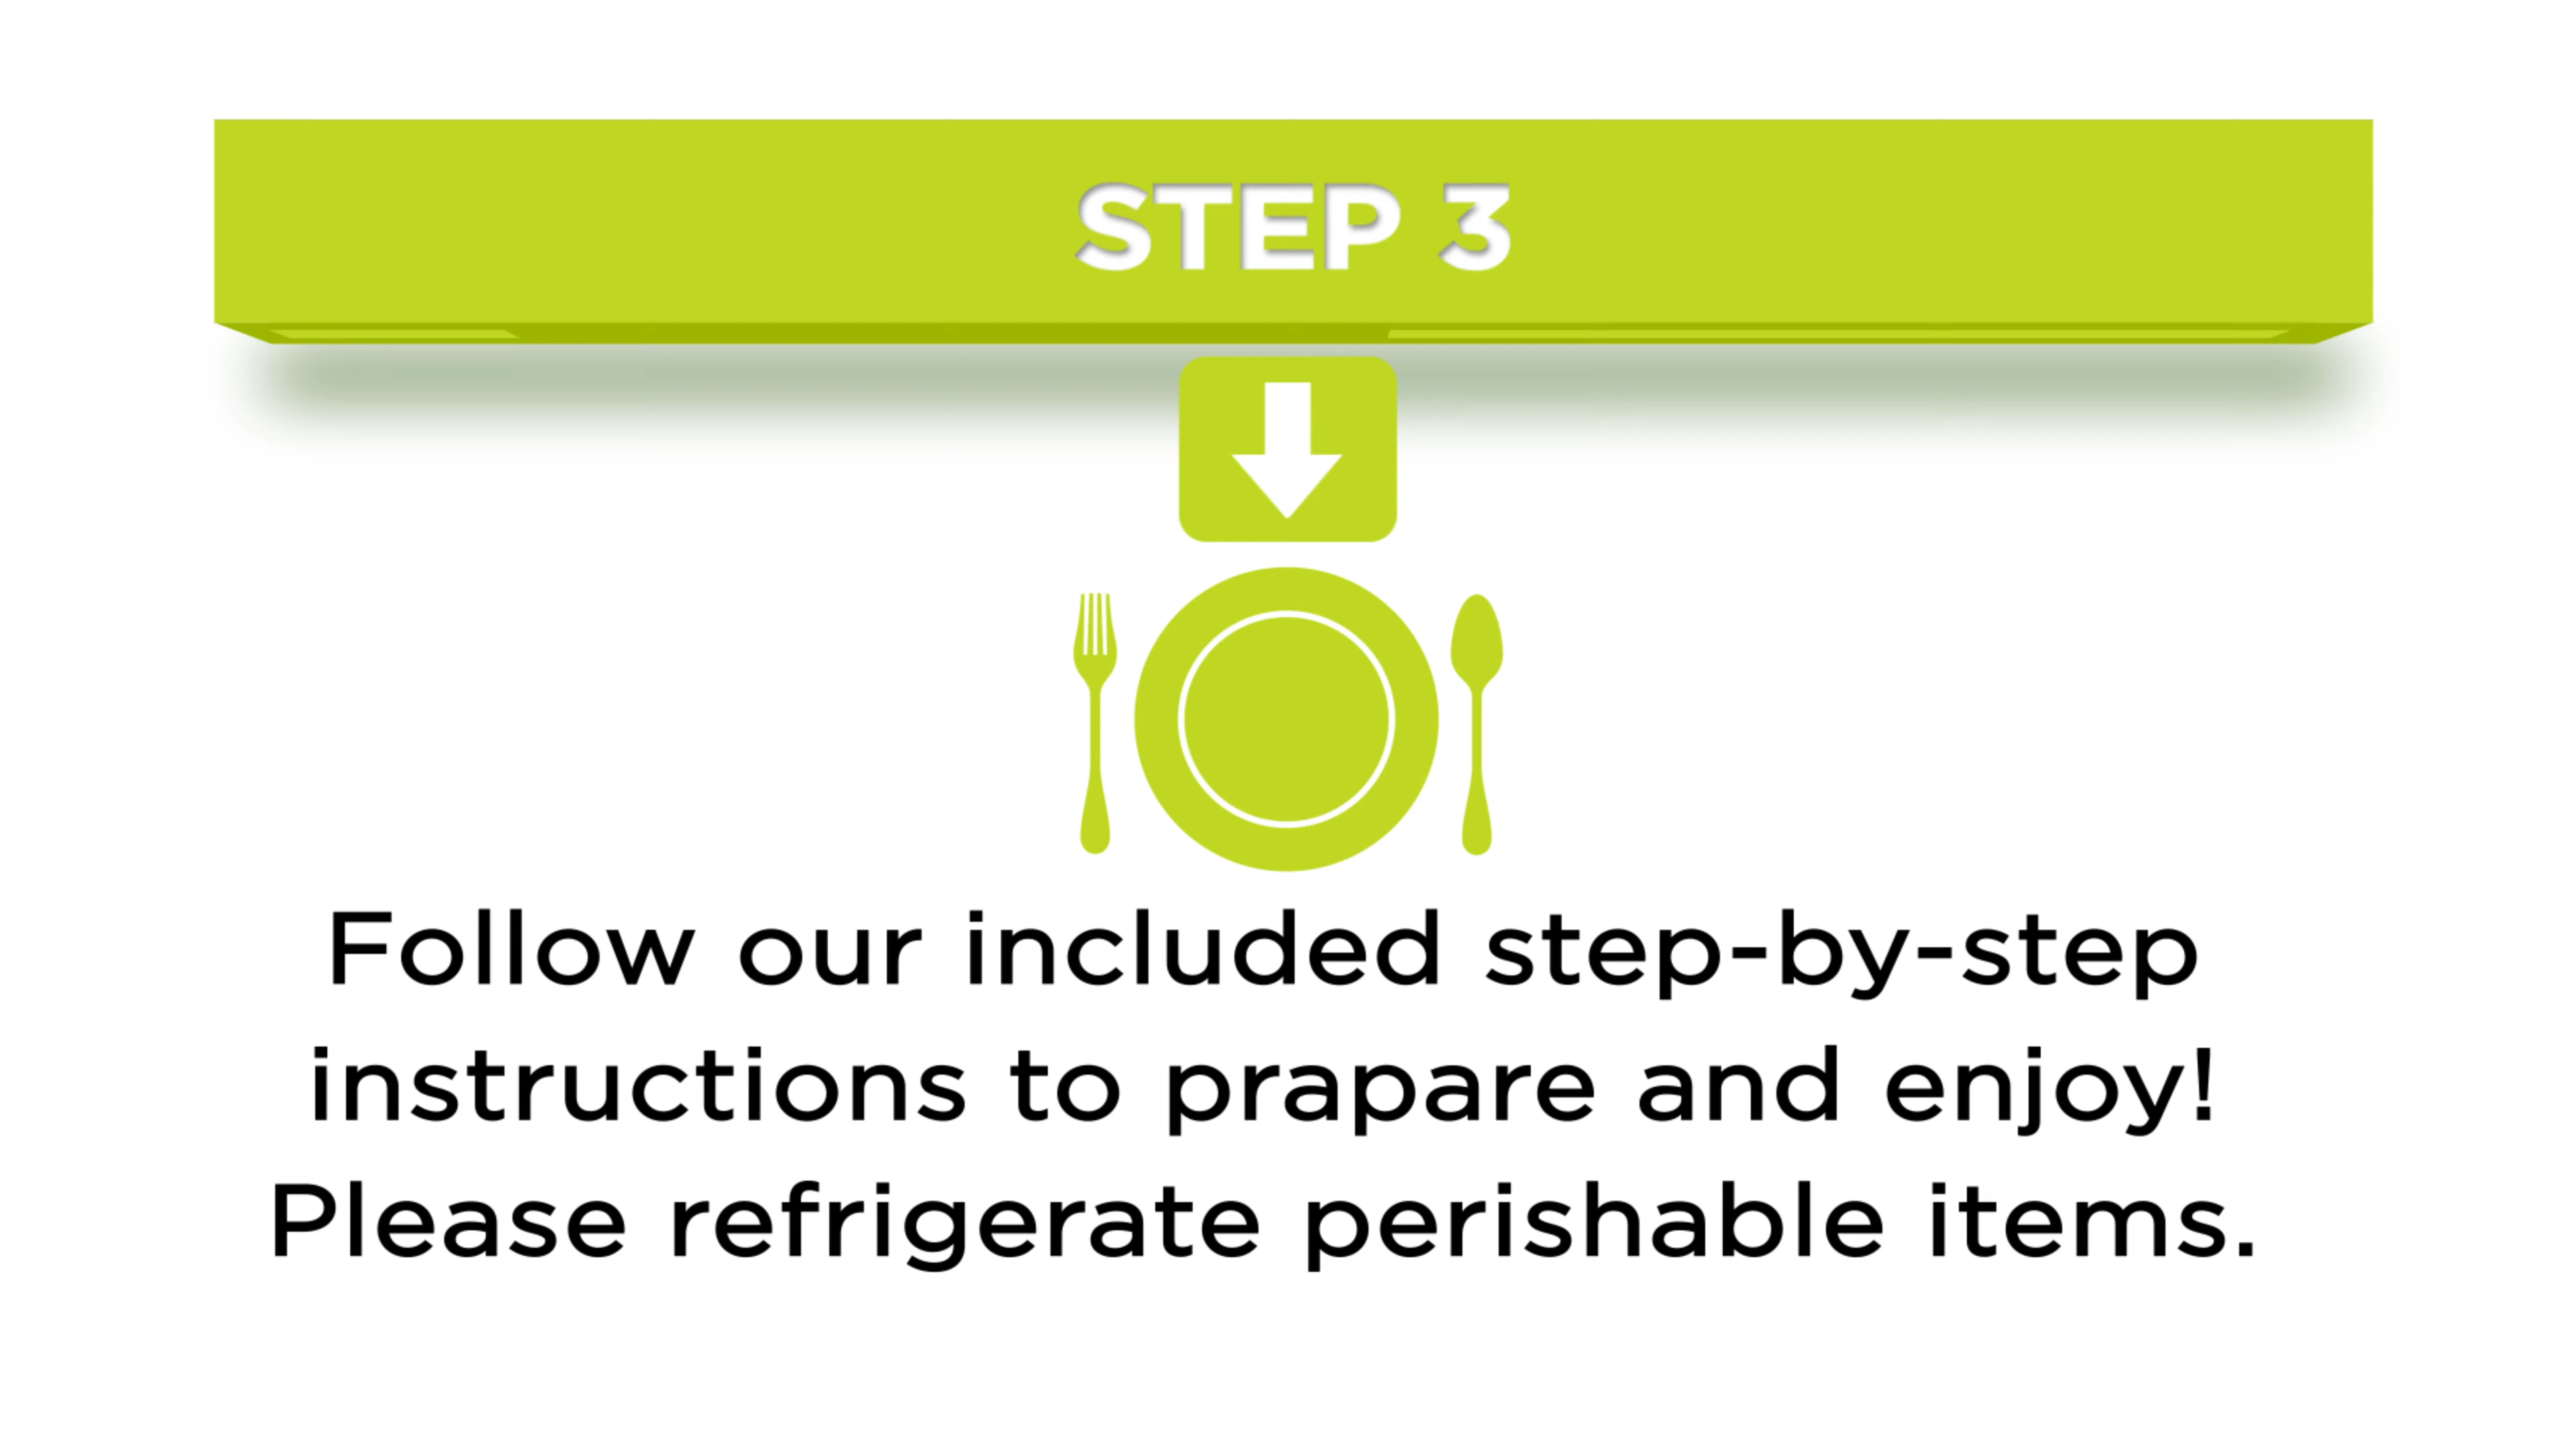 STEP 3
Follow our included step-by-step
instructions to prapare and enjoy!
Please refrigerate perishable items.